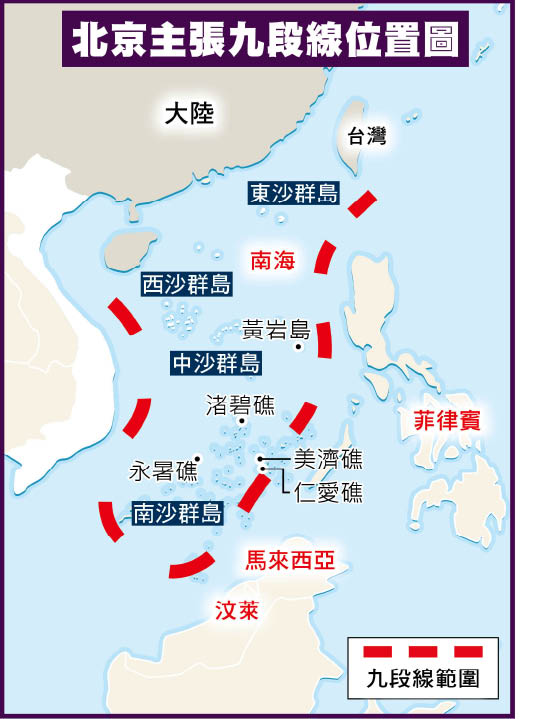 北京主張九段線位置圖
大陸
台灣
東沙群島
南海
西沙群島
黃岩島
中沙群島
渚碧礁
菲律賓
美濟礁
永暑礁
仁愛礁
南沙群島
馬來西亞
汶萊
九段線範圍